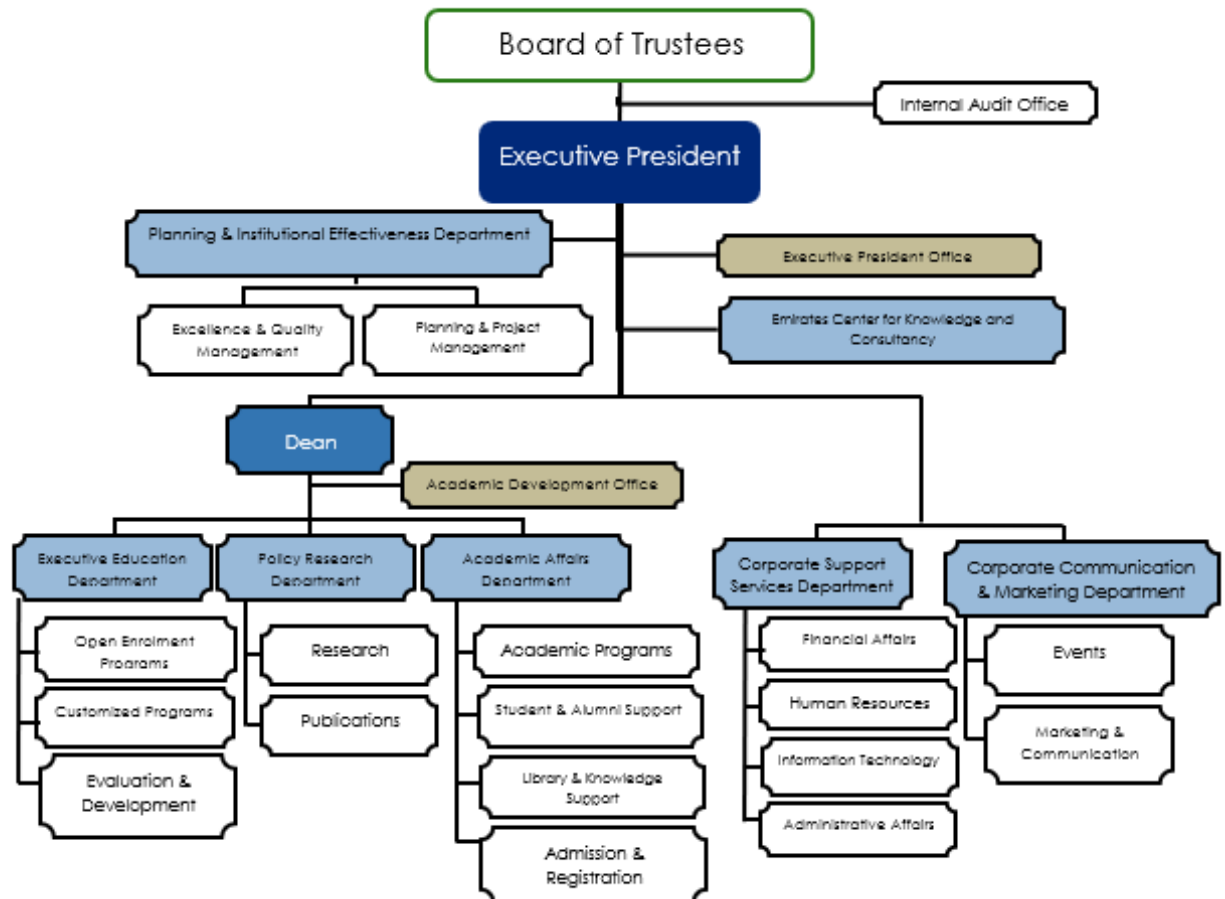 Board of Trustees
Internal Audit Office
Executive President
Planning & Institutional Effectiveness Department
Executive President Office
Excellence & Quality
Management
Planning & Project
Management
Emirates Center for Knowledge and
Consultancy
Dean
Academic Development Office
Executive Education
Department
Policy Research
Department
Academic Affairs
Department
Corporate Support
Services Department
Corporate Communication
& Marketing Department
Open Enrolment
Programs
Customized Programs
Evaluation &
Development
Research
Publications
Academic Programs
Student & Alumni Support
Library & Knowledge
Support
Admission &
Registration
Financial Affairs
Human Resources
Information Technology
Administrative Affairs
Events
Marketing &
Communication